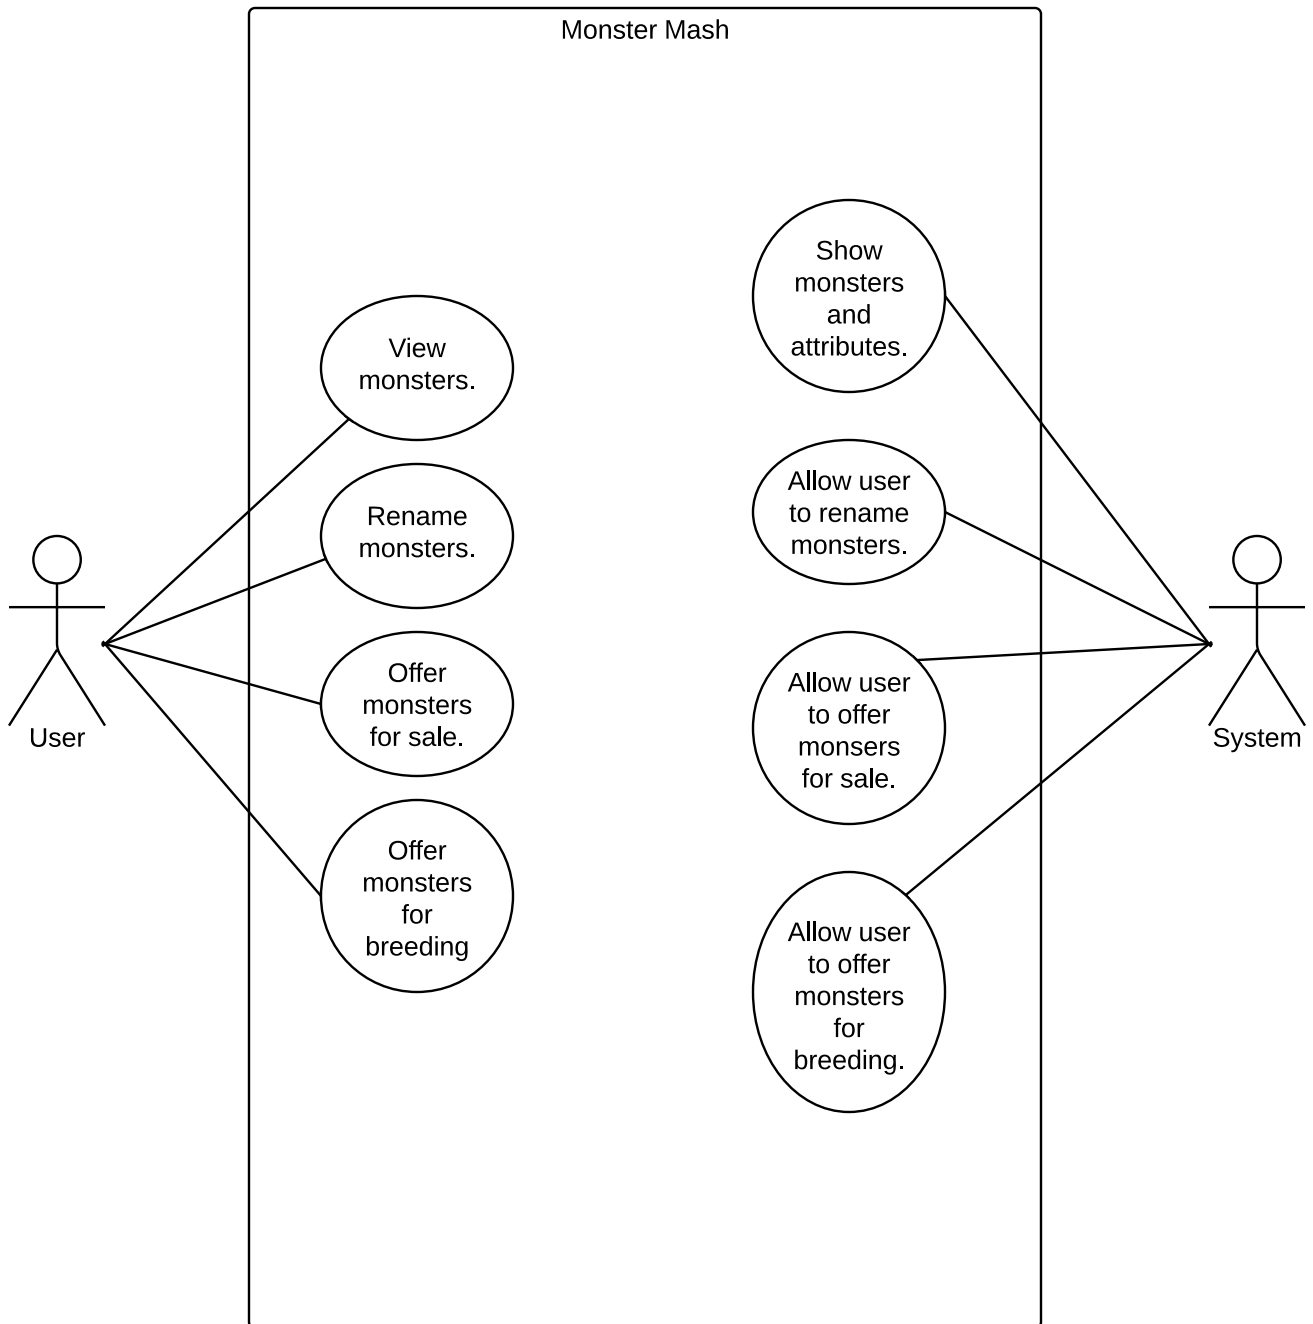 Monster Mash
View
monsters.
Rename
monsters.
Offer
monsters
for sale.
Offer
monsters
for
breeding
User
Show
monsters
and
attributes.
Allow user
to rename
monsters.
Allow user
to offer
monsers
for sale.
Allow user
to offer
monsters
for
breeding.
System